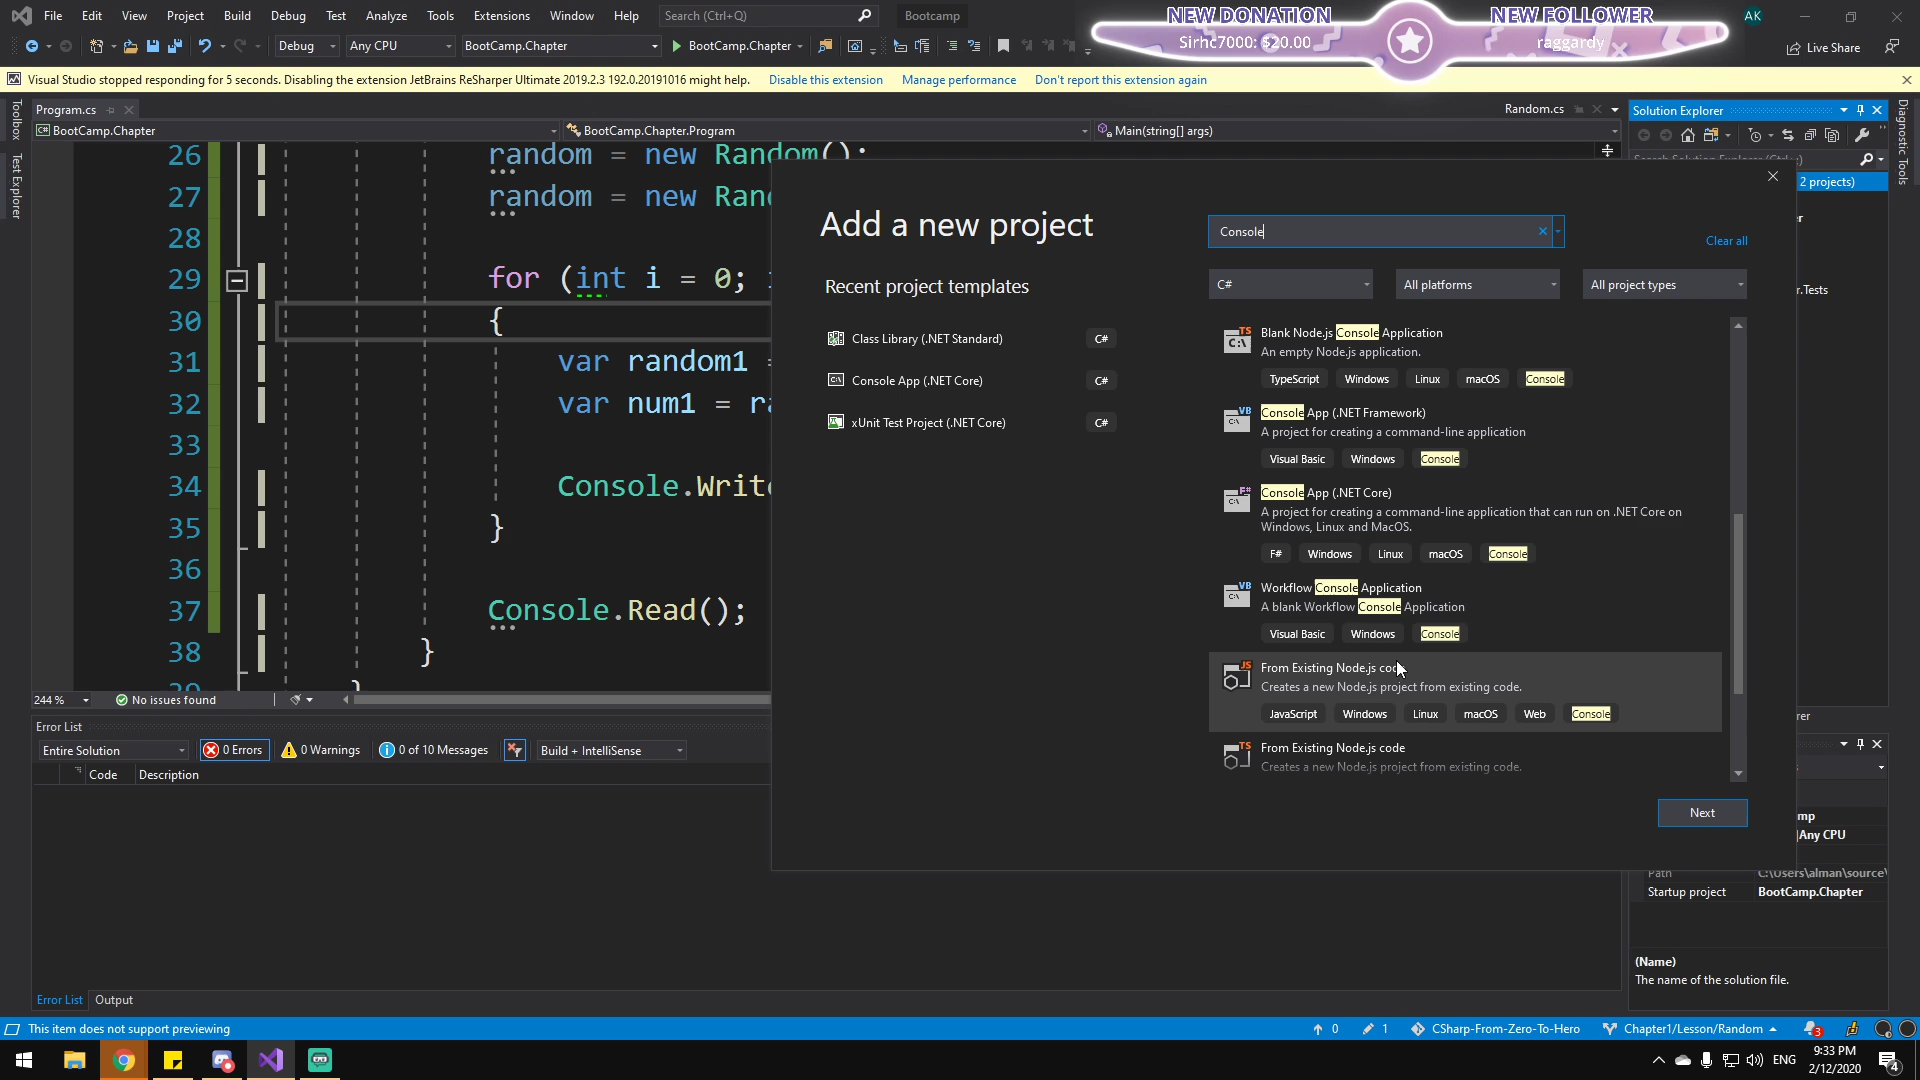 File Edit View Project Build Debug Test Analyze Tools Extensions Window Help Search (Ctrl+Q) Bootcamp
NEW DONATION
Sirhc7000: $20.00
NEW FOLLOWER
raggardy
AK
Debug Any CPU BootCamp.Chapter BootCamp.Chapter Live Share
Visual Studio stopped responding for 5 seconds. Disabling the extension JetBrains ReSharper Ultimate 2019.2.3 192.0.20191016 might help. Disable this extension Manage performance Don't report this extension again
Toolbox
Test Explorer
Program.cs Random.cs
C# BootCamp.Chapter BootCamp.Chapter.Program Main(string[] args)
26 random = new Random();
27 random = new Ran
28
29 for (int i = 0;
30 {
31 var random1 =
32 var num1 = r
33
34 Console.Write
35 }
36
37 Console.Read();
38 }
244 % No issues found
Error List
Entire Solution 0 Errors 0 Warnings 0 of 10 Messages Build + IntelliSense
Code Description
Error List Output
Add a new project
Recent project templates
Class Library (.NET Standard) C#
Console App (.NET Core) C#
xUnit Test Project (.NET Core) C#
Console
Clear all
C# All platforms All project types
TS C:\ Blank Node.js Console Application
An empty Node.js application.
TypeScript Windows Linux macOS Console
VB C:\ Console App (.NET Framework)
A project for creating a command-line application
Visual Basic Windows Console
F# C:\ Console App (.NET Core)
A project for creating a command-line application that can run on .NET Core on
Windows, Linux and MacOS.
F# Windows Linux macOS Console
VB C:\ Workflow Console Application
A blank Workflow Console Application
Visual Basic Windows Console
JS From Existing Node.js code
Creates a new Node.js project from existing code.
JavaScript Windows Linux macOS Web Console
TS From Existing Node.js code
Creates a new Node.js project from existing code.
Next
Solution Explorer
2 projects)
r
r.Tests
rer
mp
Any CPU
Path C:\Users\alman\source\
Startup project BootCamp.Chapter
(Name)
The name of the solution file.
Diagnostic Tools
This item does not support previewing 0 1 CSharp-From-Zero-To-Hero Chapter1/Lesson/Random 3
ENG
9:33 PM
2/12/2020
4